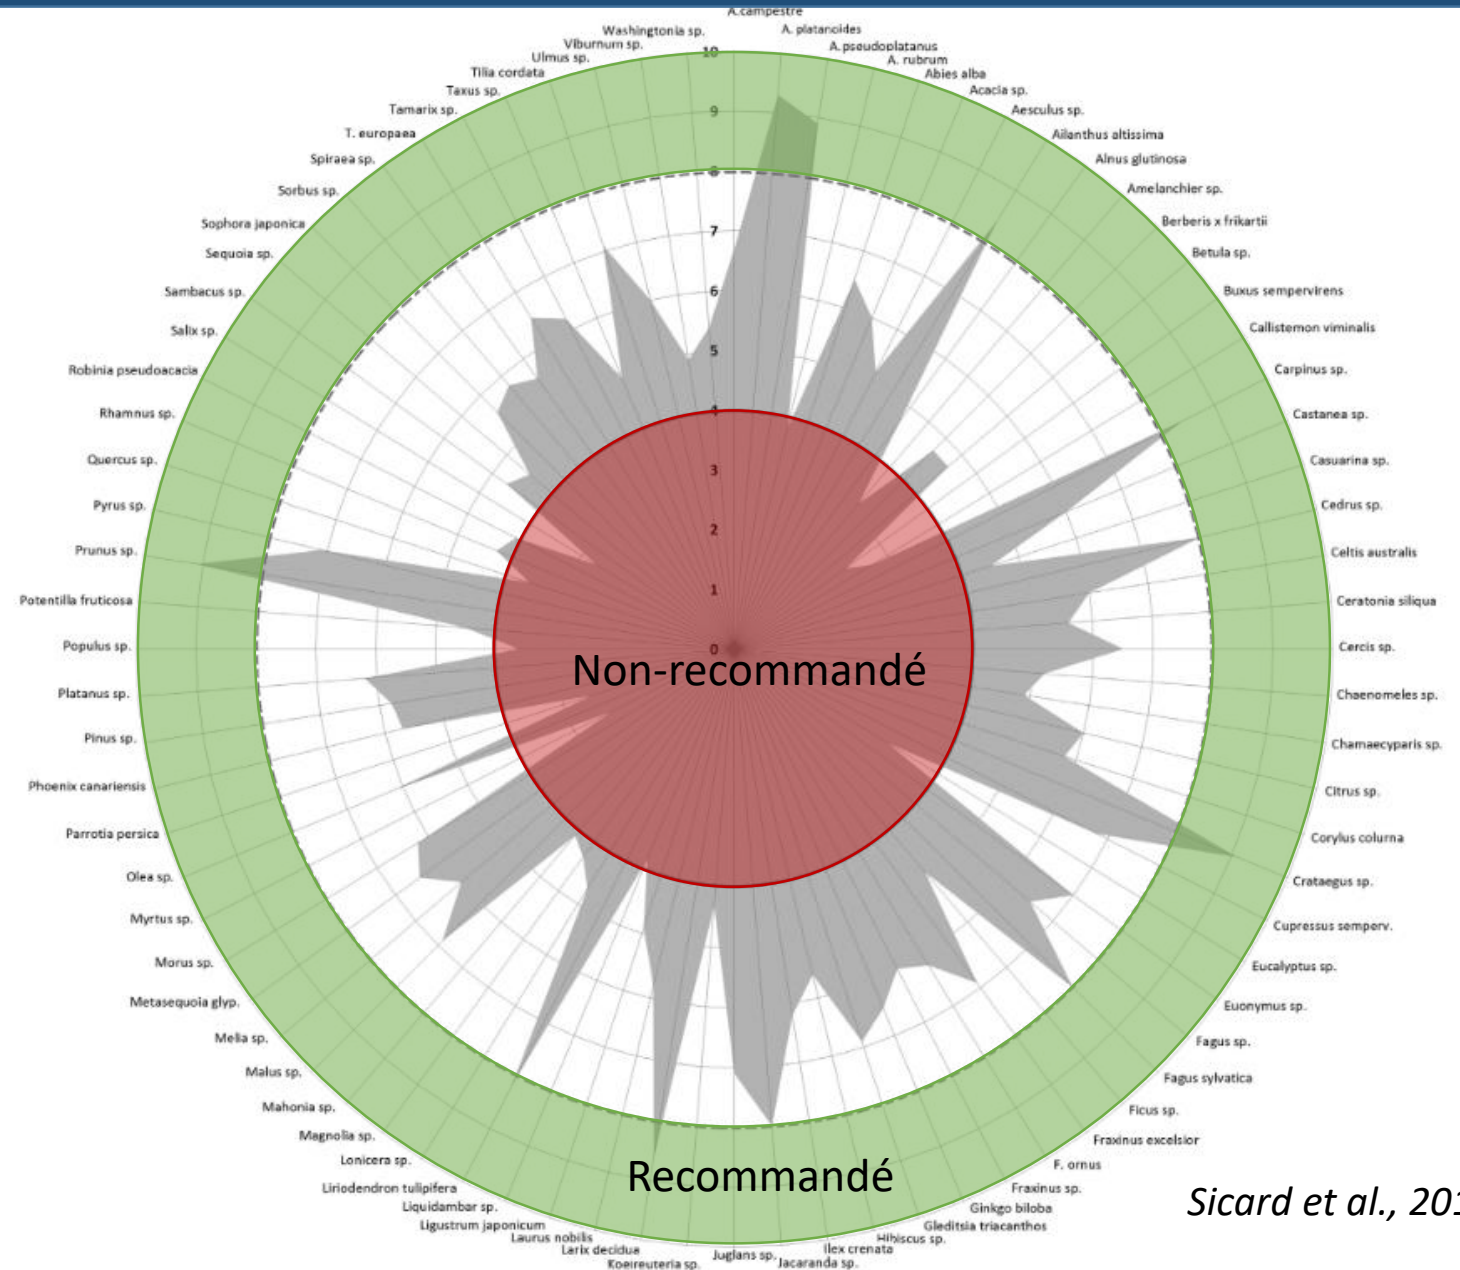 A.campestre
A. platanoides
A.pseudoplatanus
A. rubrum
Abies alba
Acacia sp.
Aesculus sp.
Ailanthus altissima
Alnus glutinosa
Amelanchier sp.
Berberis x frikartii
Betula sp.
Buxus sempervirens
Callistemon viminalis
Carpinus sp.
Castanea sp.
Casuarina sp.
Cedrus sp.
Celtis australis
Ceratonia siliqua
Cercis sp.
Chaenomeles sp.
Chamaecyparis sp.
Citrus sp.
Corylus colurna
Crataegus sp.
Cupressus semperv.
Eucalyptus sp.
Euonymus sp.
Fagus sp.
Fagus sylvatica
Ficus sp.
Fraxinus excelsior
F. ornus
Fraxinus sp.
Ginkgo biloba
Gleditsia triacanthos
Hibiscus sp.
Ilex crenata
Jacaranda sp.
Juglans sp.
Koelreuteria sp.
Larix decidua
Laurus nobilis
Ligustrum japonicum
Liquidambar sp.
Liriodendron tulipifera
Lonicera sp.
Magnolia sp.
Mahonia sp.
Malus sp.
Melia sp.
Metasequoia glyp.
Morus sp.
Myrtus sp.
Olea sp.
Parrotia persica
Phoenix canariensis
Pinus sp.
Platanus sp.
Populus sp.
Potentilla fruticosa
Prunus sp.
Pyrus sp.
Quercus sp.
Rhamnus sp.
Robinia pseudoacacia
Salix sp.
Sambacus sp.
Sequoia sp.
Sophora japonica
Sorbus sp.
Spiraea sp.
T. europaea
Tamarix sp.
Taxus sp.
Tilia cordata
Ulmus sp.
Viburnum sp.
Washingtonia sp.
10
9
8
7
6
5
4
3
2
1
0
Non-recommandé
Recommandé
Sicard et al., 201